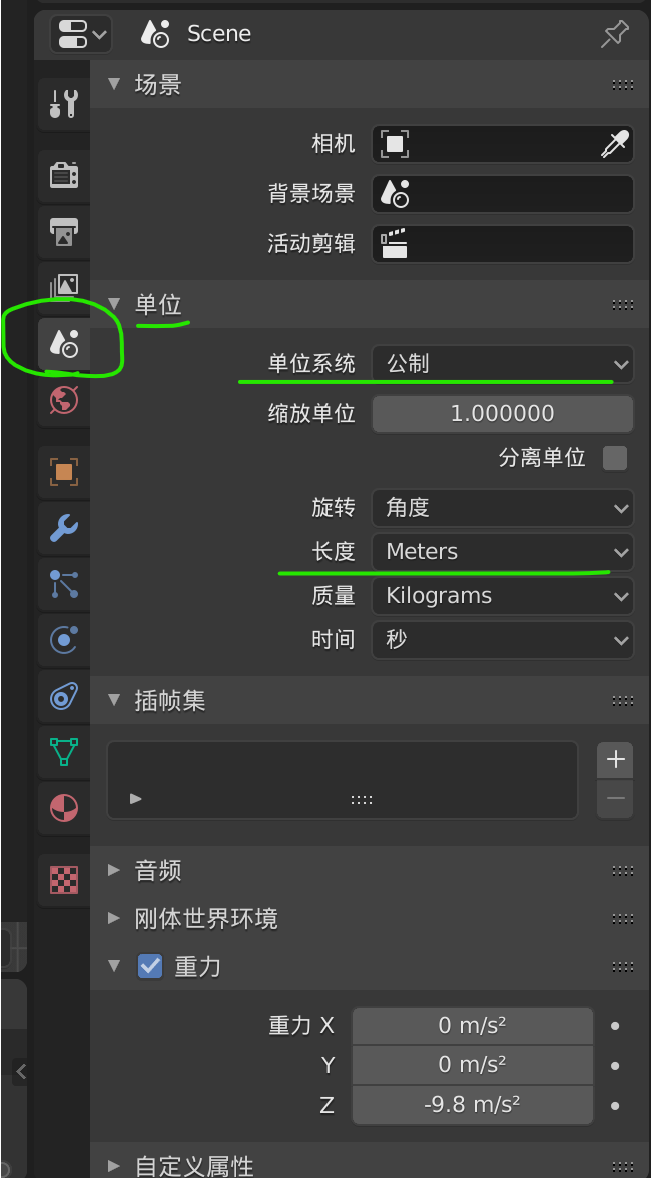 Scene
场景
相机
背景场景
活动剪辑
单位
单位系统 公制
缩放单位 1.000000
分离单位
旋转 角度
长度 Meters
质量 Kilograms
时间 秒
插帧集
音频
刚体世界环境
重力
重力 X 0 m/s²
Y 0 m/s²
Z -9.8 m/s²
自定义属性